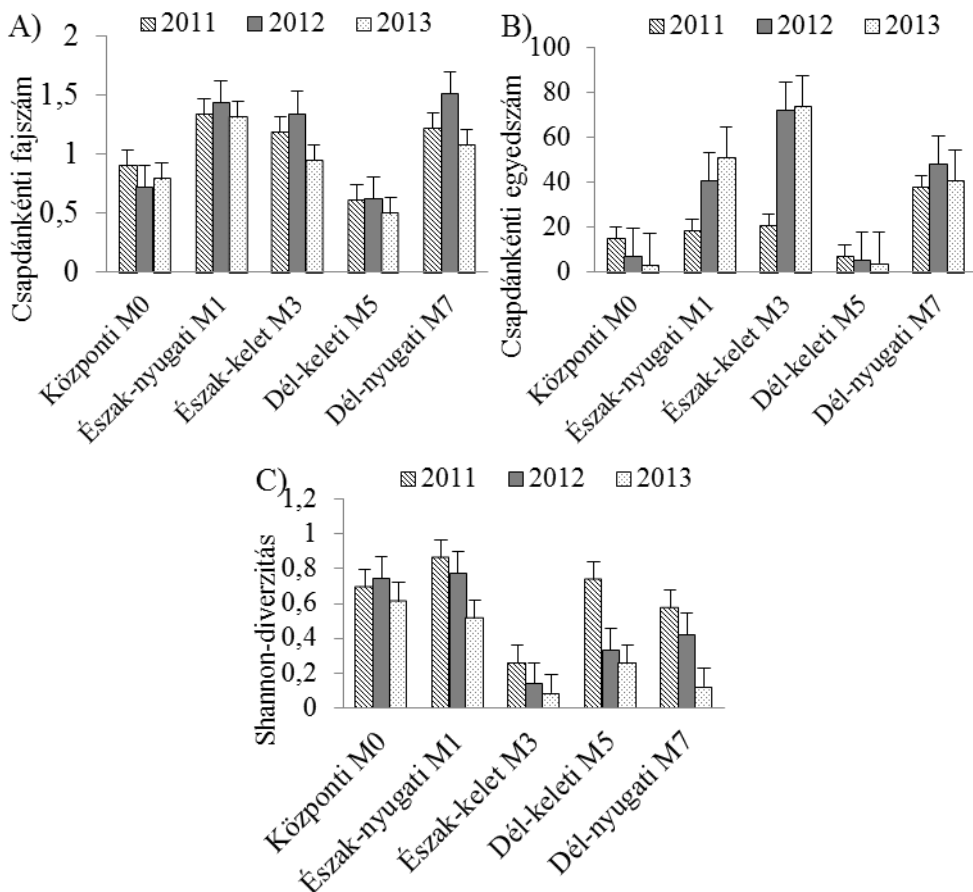 A)
2011 2012 2013
Csapdánkénti fajszám
2
1,5
1
0,5
0
Központi M0
Észak-nyugati M1
Észak-kelet M3
Dél-keleti M5
Dél-nyugati M7
B)
2011 2012 2013
Csapdánkénti egyedszám
100
80
60
40
20
0
Központi M0
Észak-nyugati M1
Észak-kelet M3
Dél-keleti M5
Dél-nyugati M7
C)
2011 2012 2013
Shannon-diverzitás
1,2
1
0,8
0,6
0,4
0,2
0
Központi M0
Észak-nyugati M1
Észak-kelet M3
Dél-keleti M5
Dél-nyugati M7